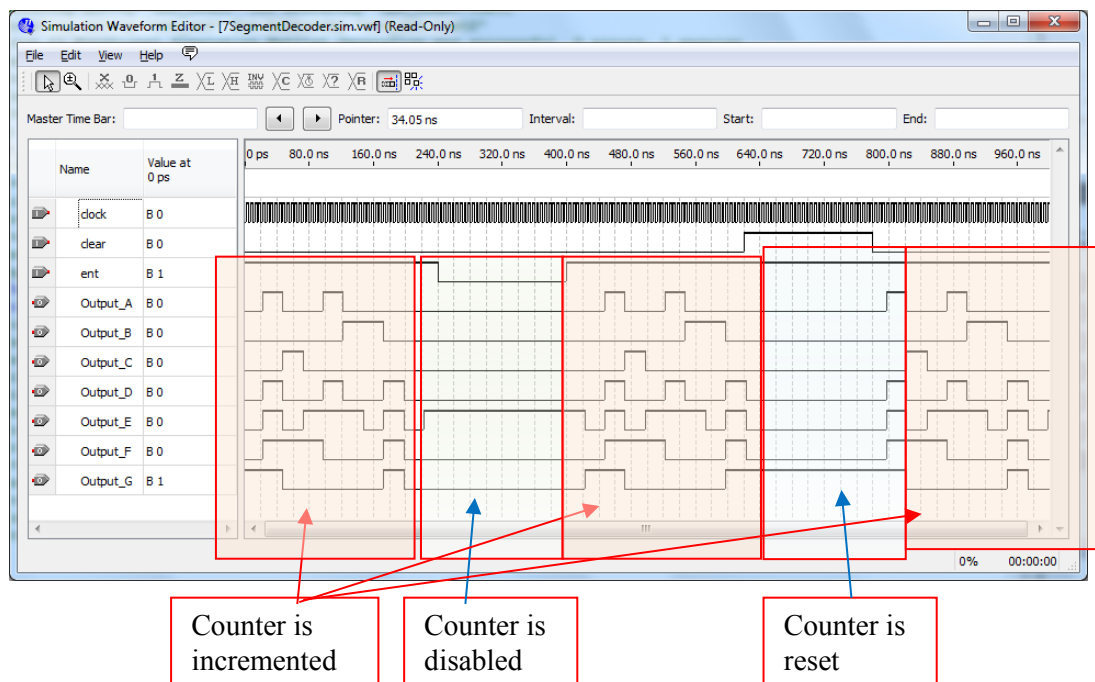 Simulation Waveform Editor - [7SegmentDecoder.sim.vwf] (Read-Only)
File Edit View Help
Master Time Bar: Pointer: 34.05 ns Interval: Start: End:
Name Value at 0 ps
0 ps 80.0 ns 160.0 ns 240.0 ns 320.0 ns 400.0 ns 480.0 ns 560.0 ns 640.0 ns 720.0 ns 800.0 ns 880.0 ns 960.0 ns
clock B 0
clear B 0
ent B 1
Output_A B 0
Output_B B 0
Output_C B 0
Output_D B 0
Output_E B 0
Output_F B 0
Output_G B 1
0% 00:00:00
Counter is
incremented
Counter is
disabled
Counter is
reset